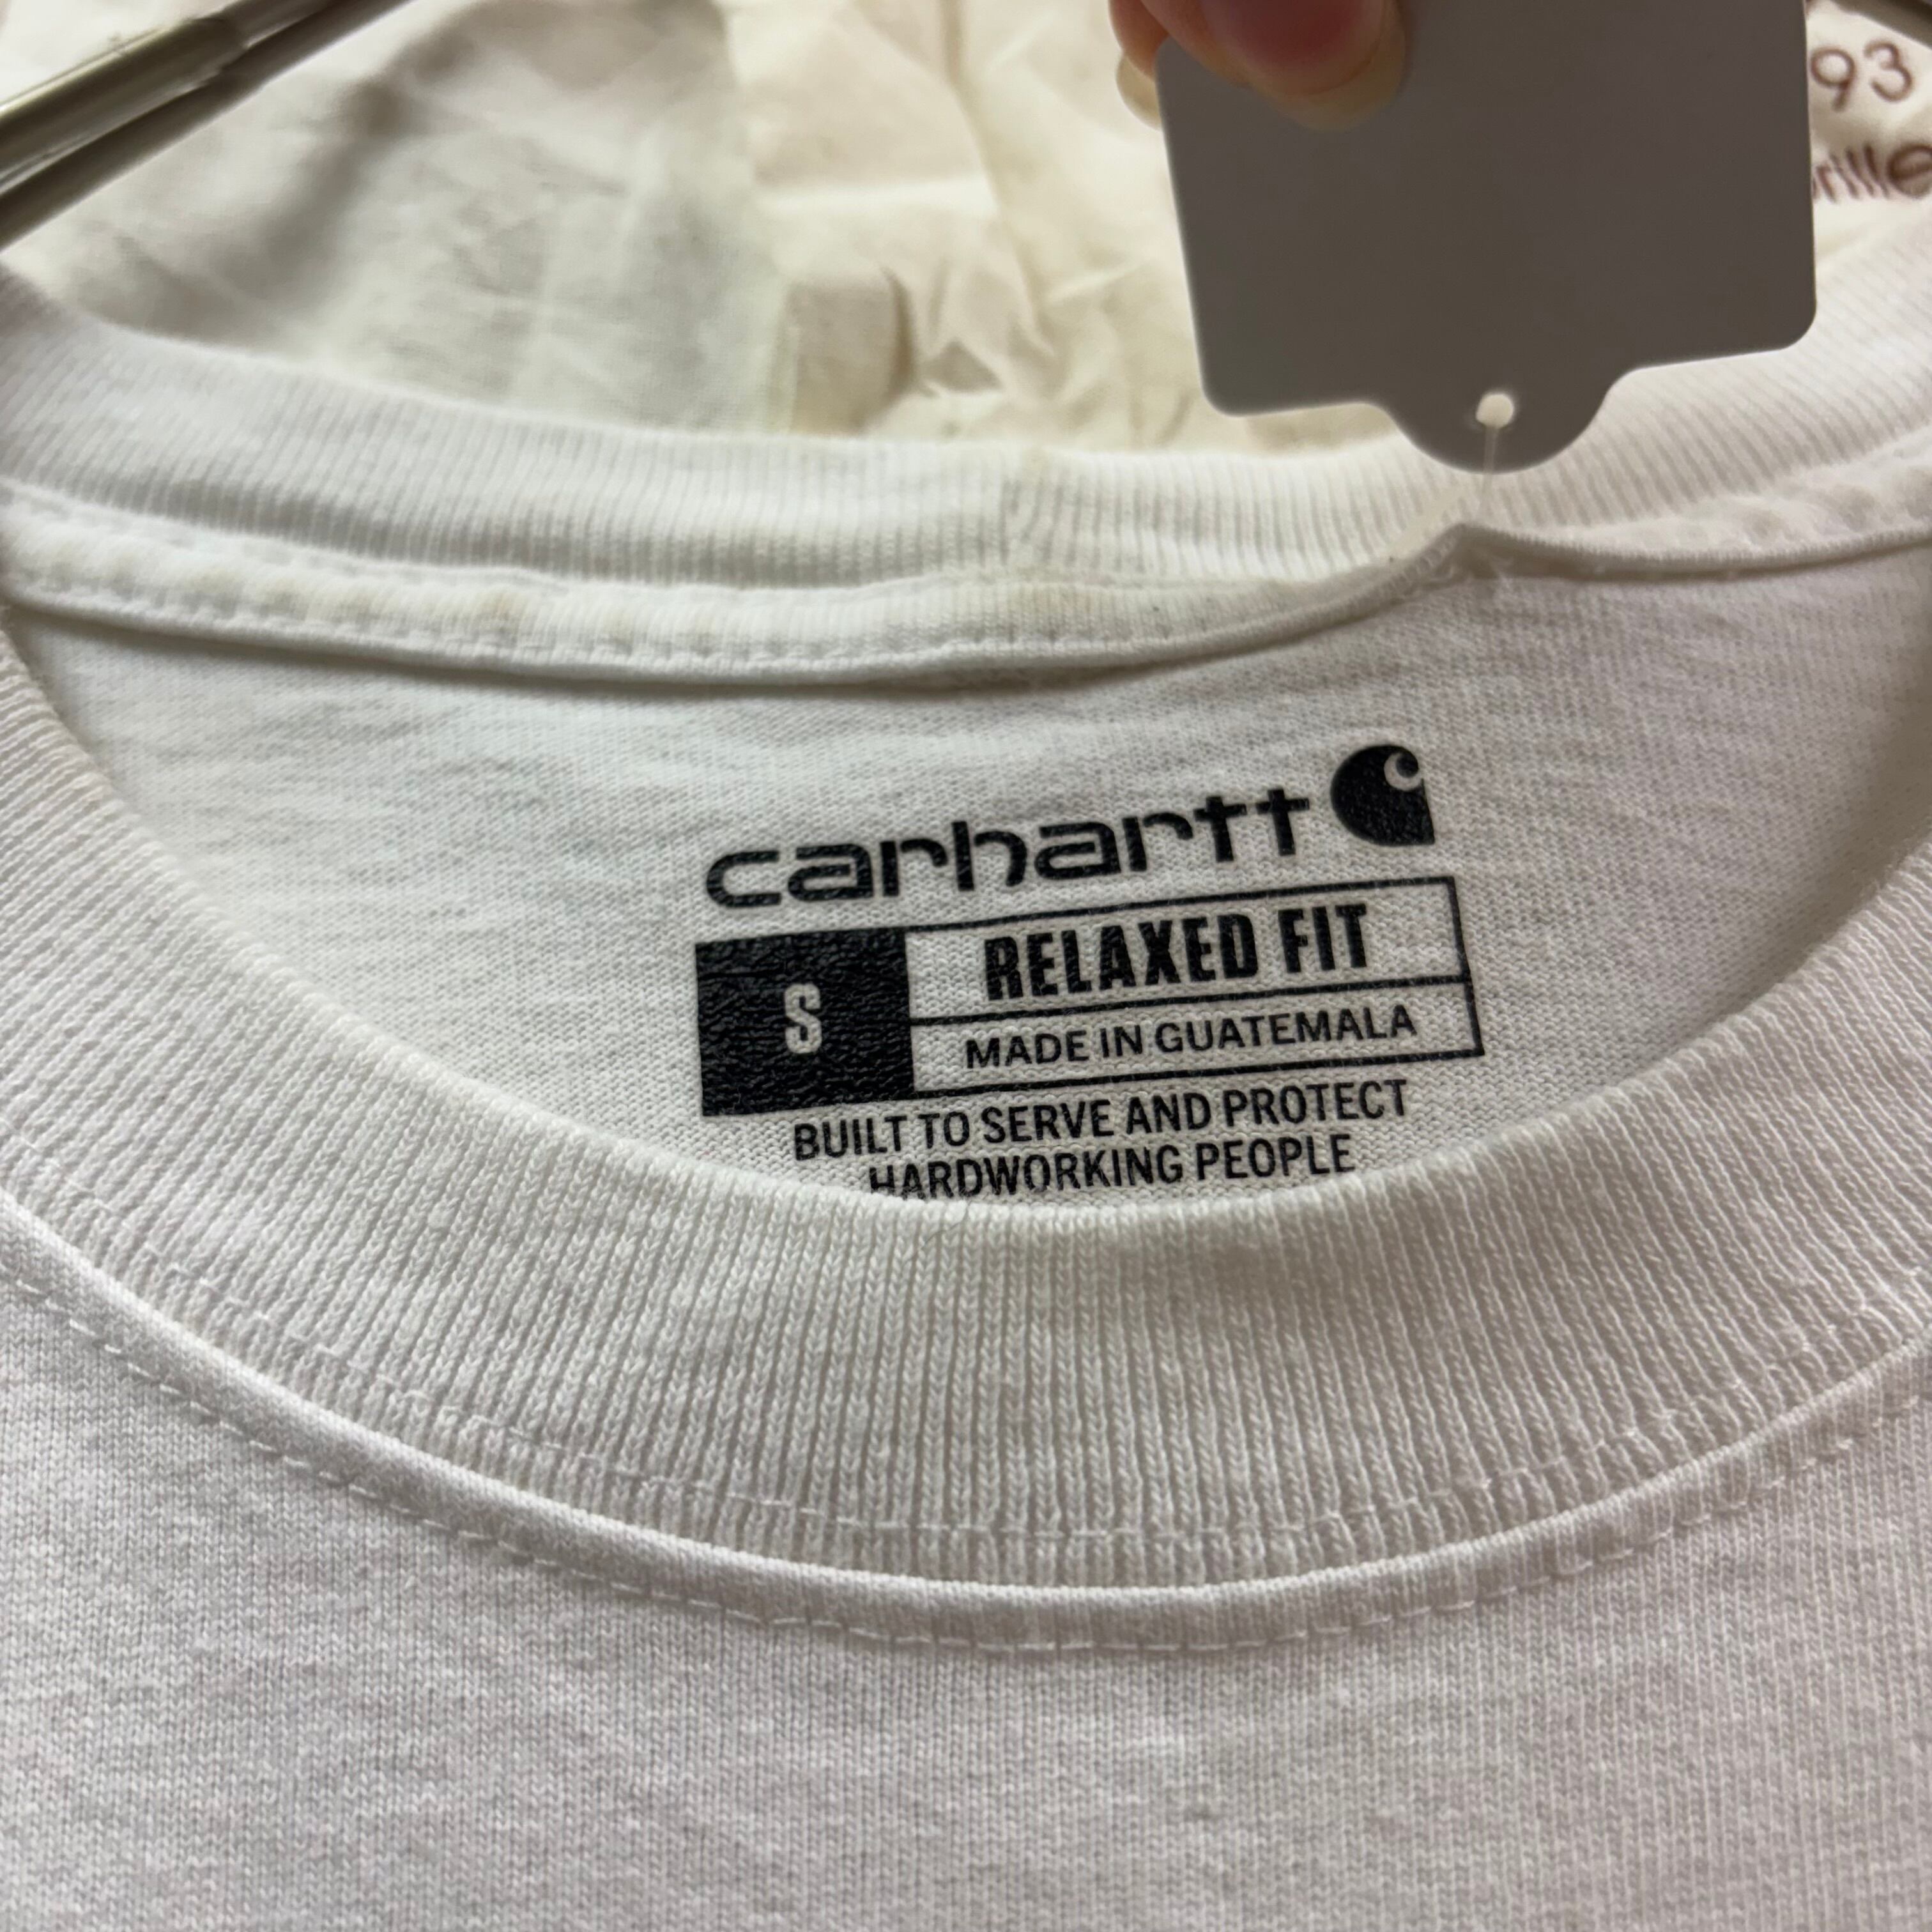 93
carhartt
S
RELAXED FIT
MADE IN GUATEMALA
BUILT TO SERVE AND PROTECT
HARDWORKING PEOPLE